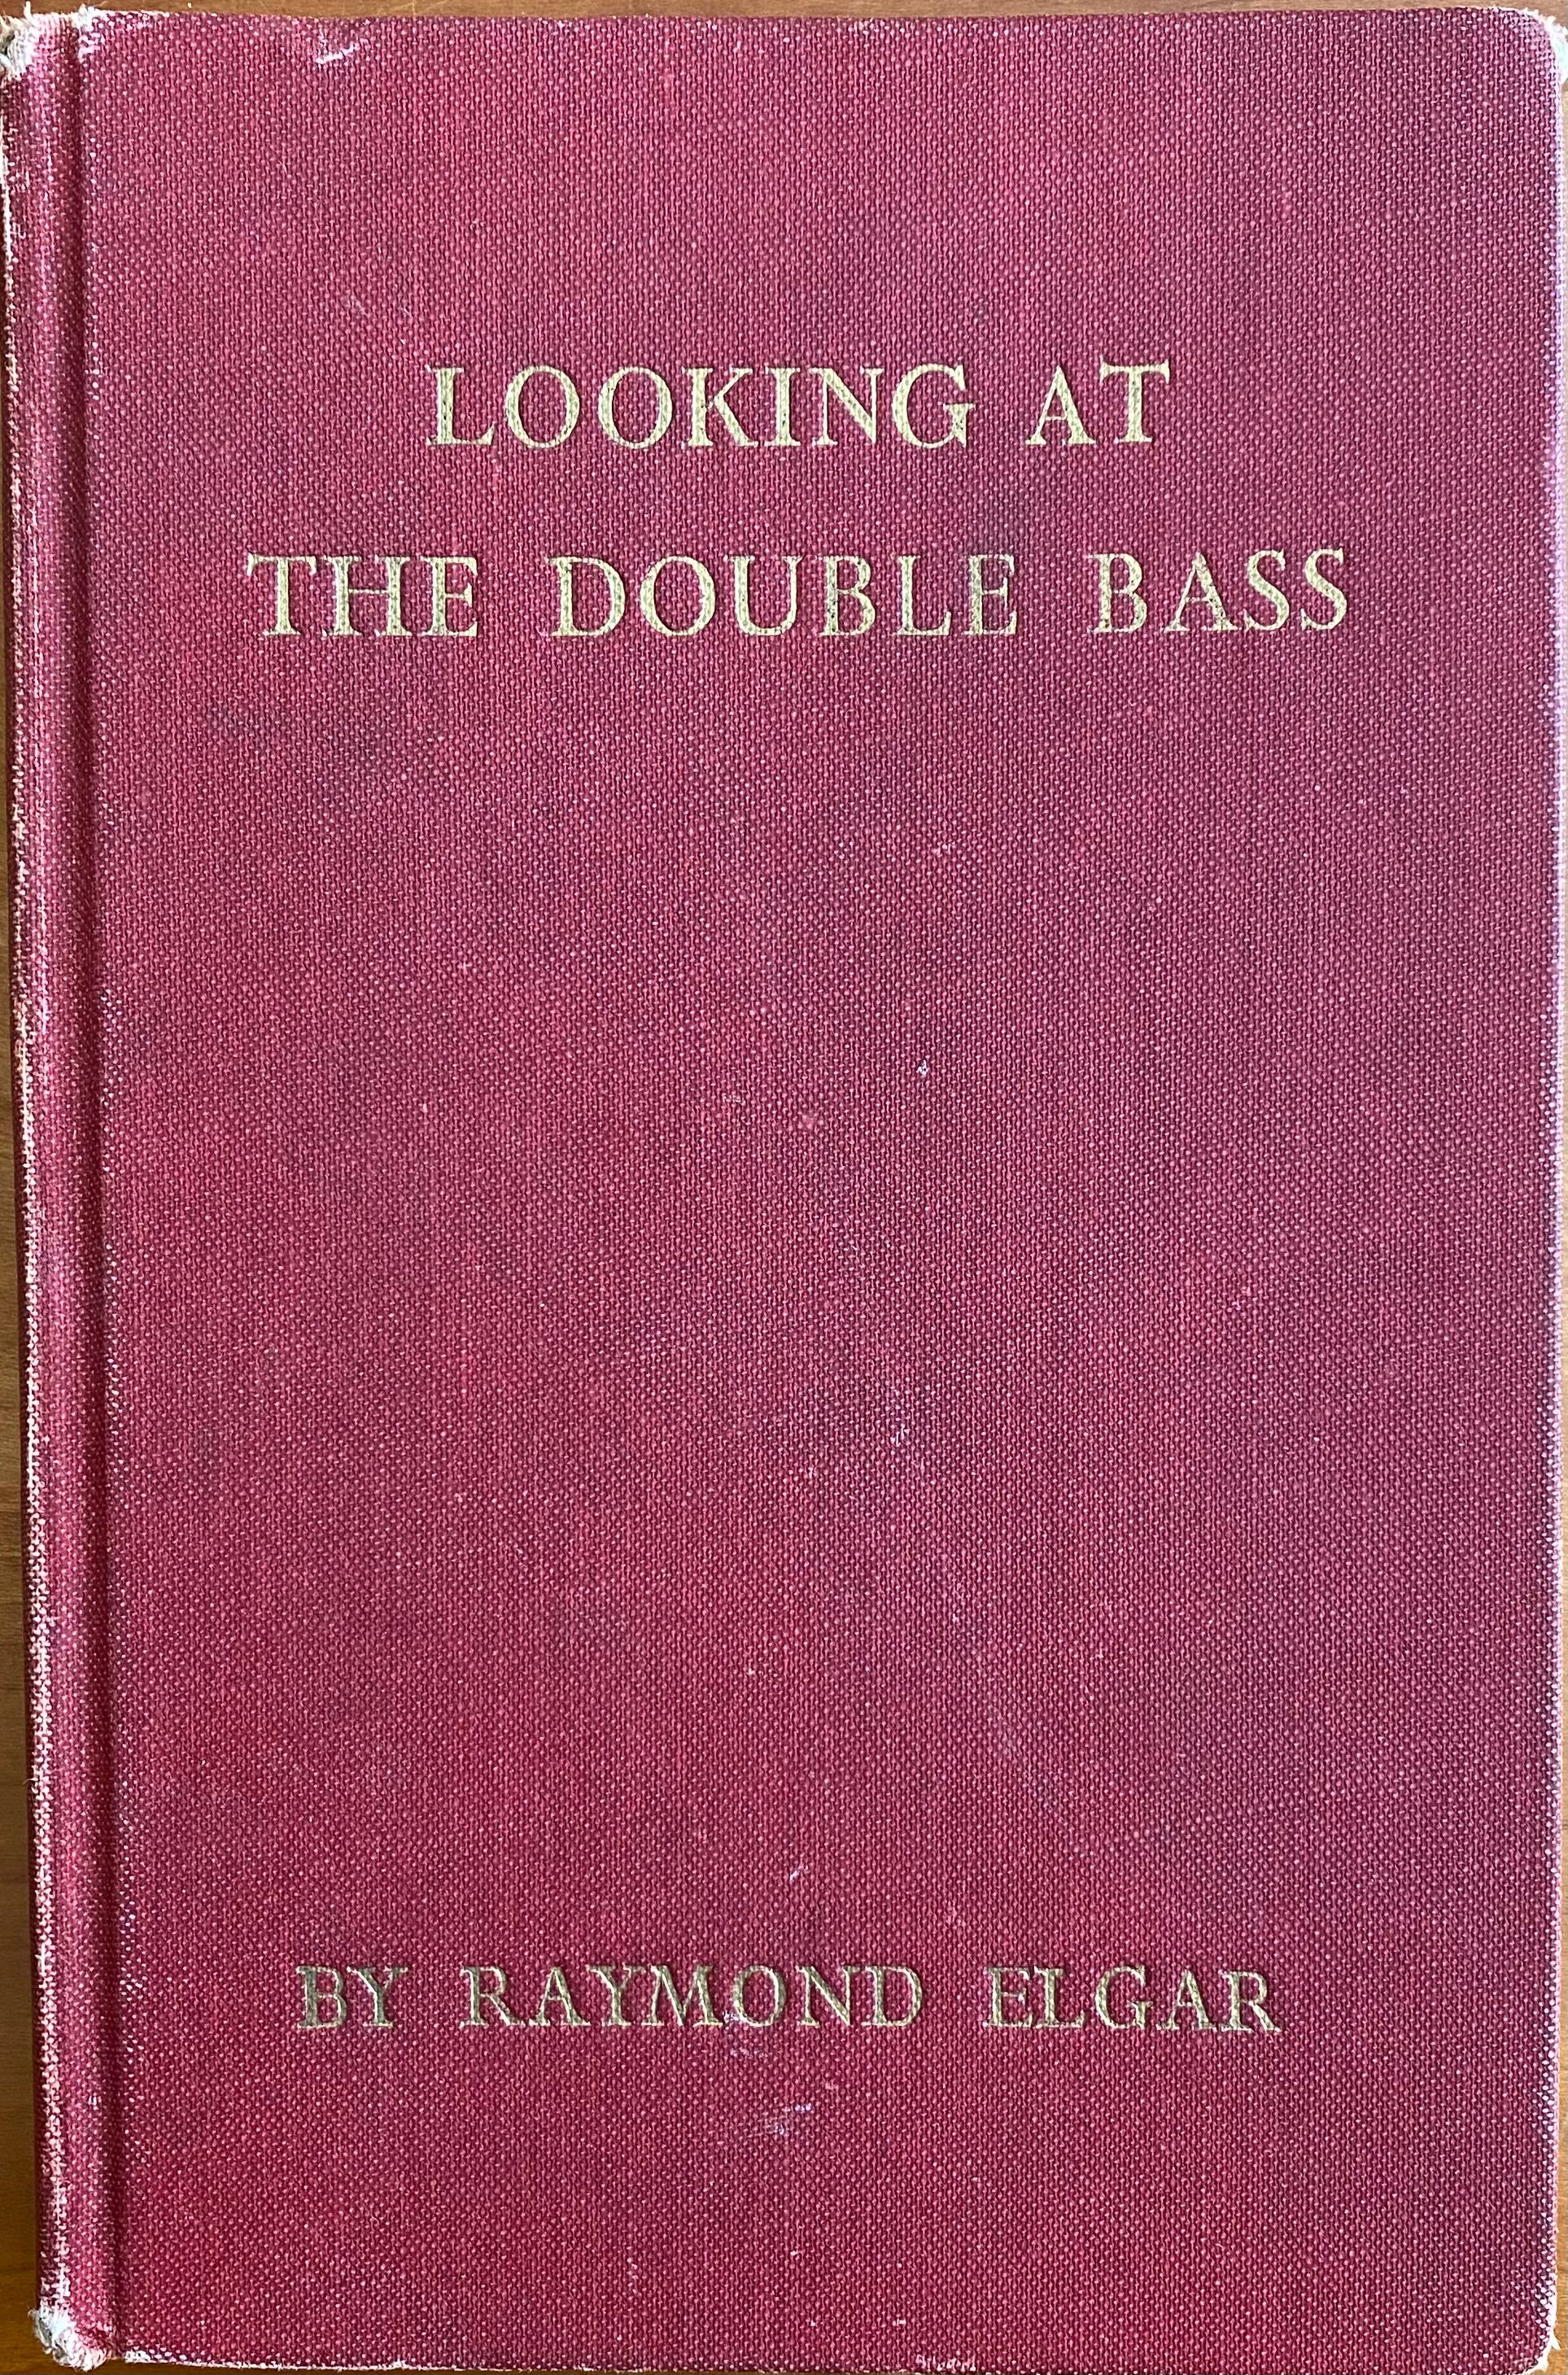 LOOKING AT
THE DOUBLE BASS
BY RAYMOND ELGAR